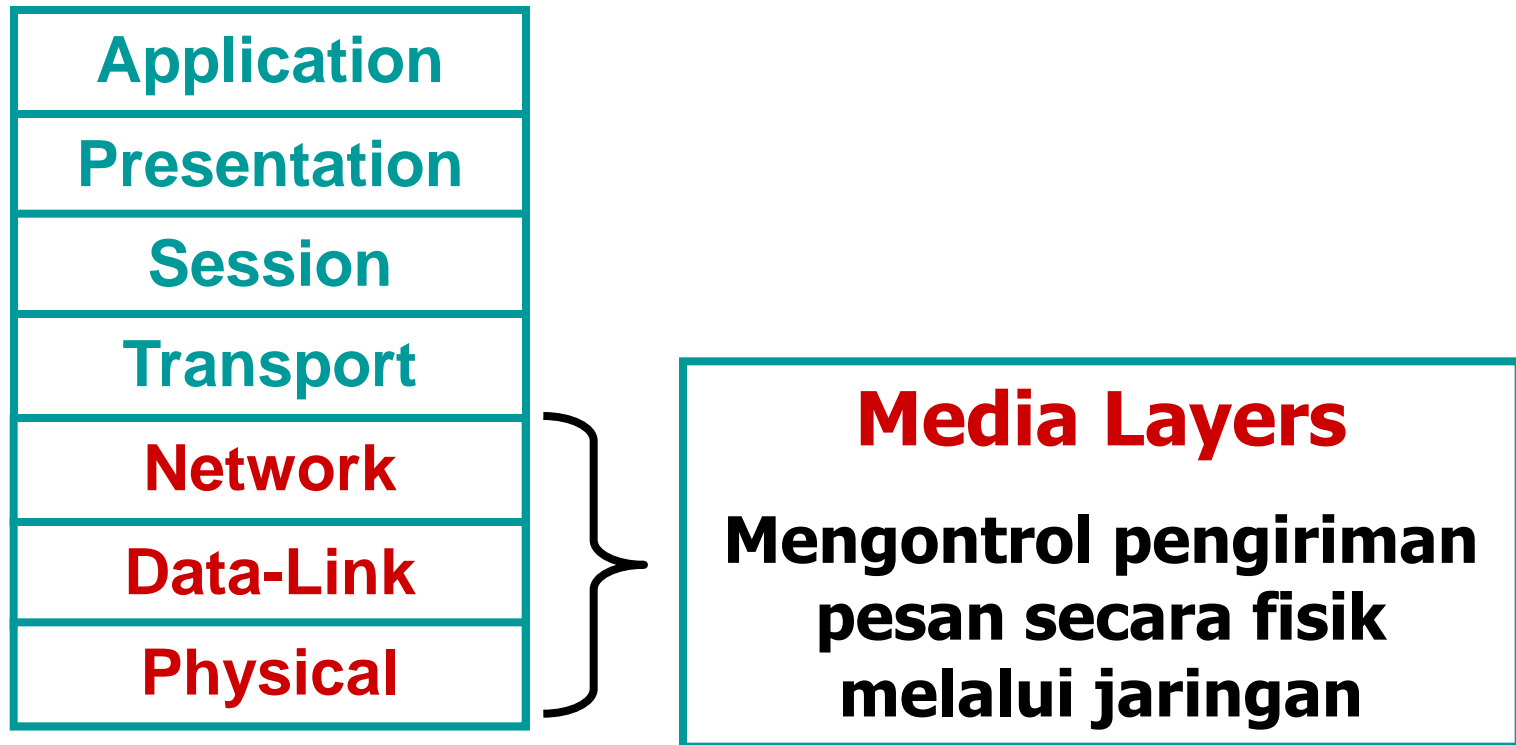 Application
Presentation
Session
Transport
Network
Data-Link
Physical
Media Layers
Mengontrol pengiriman
pesan secara fisik
melalui jaringan